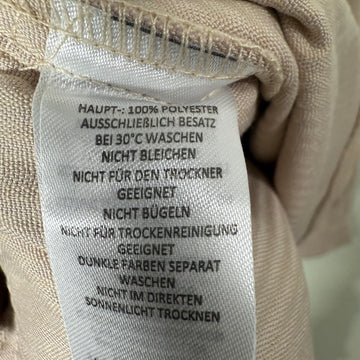 HAUPT-: 100% POLYESTER
AUSSCHLIEßLICH BESATZ
BEI 30°C WASCHEN
NICHT BLEICHEN
NICHT FÜR DEN TROCKNER
GEEIGNET
NICHT BÜGELN
NICHT FÜR TROCKENREINIGUNG
GEEIGNET
DUNKLE FARBEN SEPARAT
WASCHEN
NICHT IM DIREKTEN
SONNENLICHT TROCKNEN